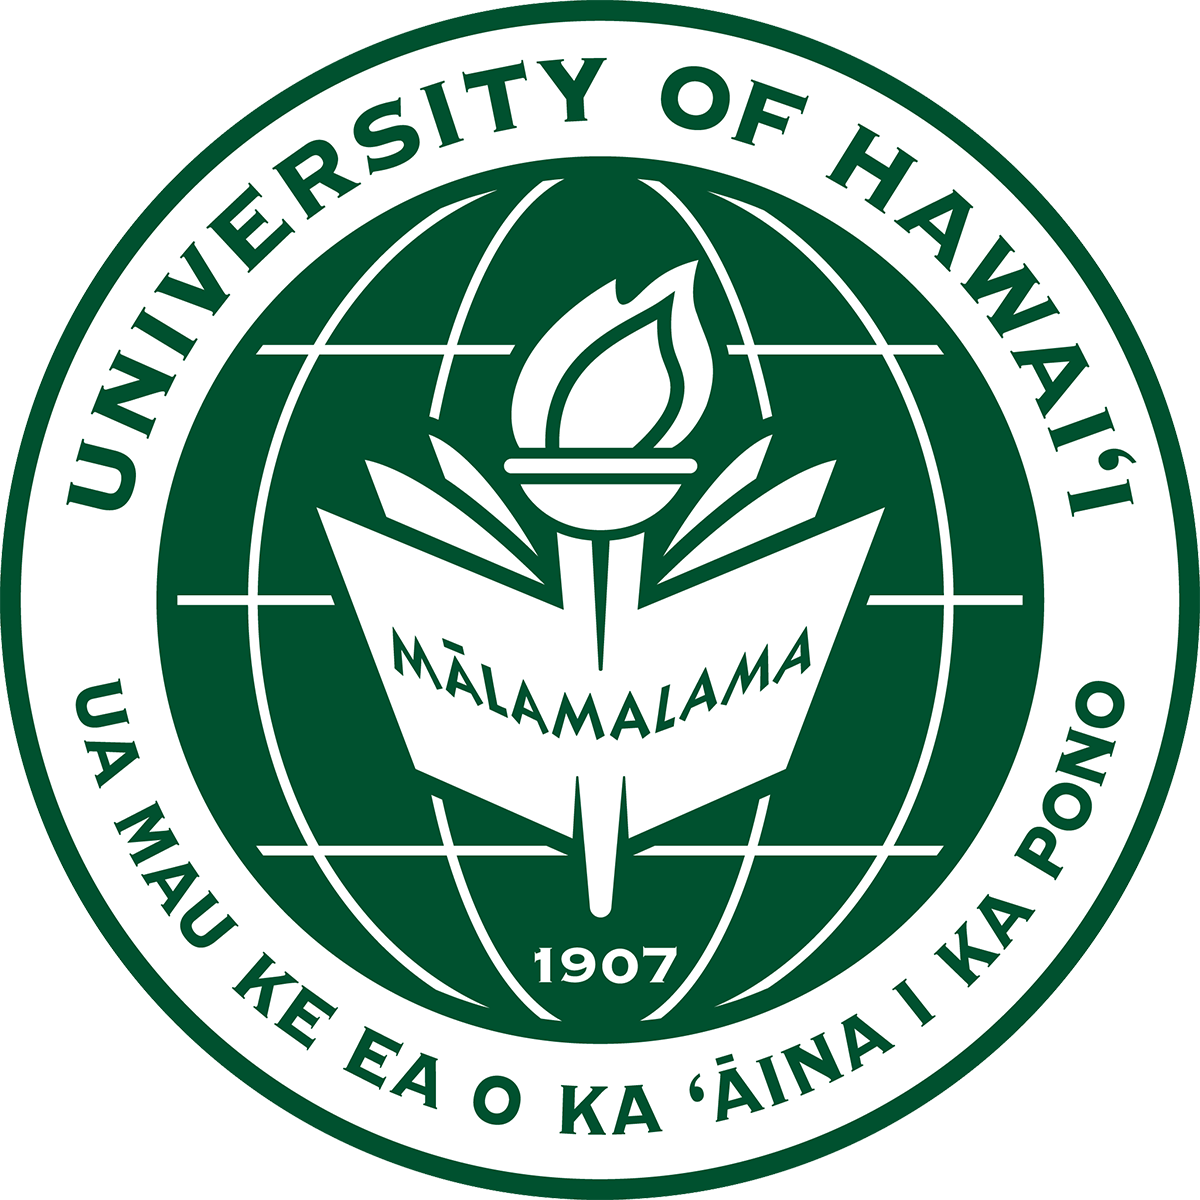 UNIVERSITY OF HAWAIʻI
MĀLAMALAMA
1907
UA MAU KE EA O KA ʻĀINA I KA PONO